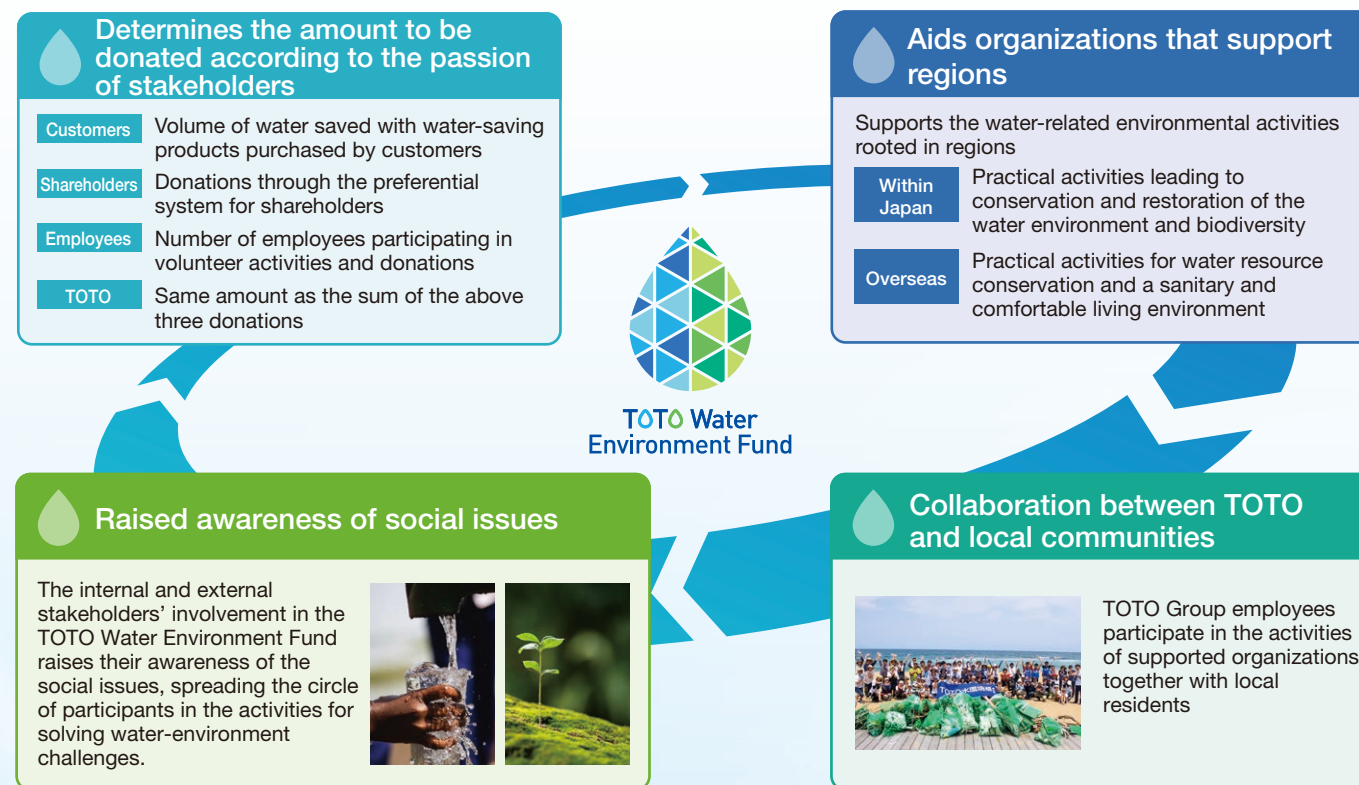 Determines the amount to be
donated according to the passion
of stakeholders
Customers
Volume of water saved with water-saving
products purchased by customers
Shareholders
Donations through the preferential
system for shareholders
Employees
Number of employees participating in
volunteer activities and donations
TOTO
Same amount as the sum of the above
three donations
Aids organizations that support
regions
Supports the water-related environmental activities
rooted in regions
Within
Japan
Practical activities leading to
conservation and restoration of the
water environment and biodiversity
Overseas
Practical activities for water resource
conservation and a sanitary and
comfortable living environment
TOTO Water
Environment Fund
Raised awareness of social issues
The internal and external
stakeholders’ involvement in the
TOTO Water Environment Fund
raises their awareness of the
social issues, spreading the circle
of participants in the activities for
solving water-environment
challenges.
Collaboration between TOTO
and local communities
TOTO Group employees
participate in the activities
of supported organizations
together with local
residents